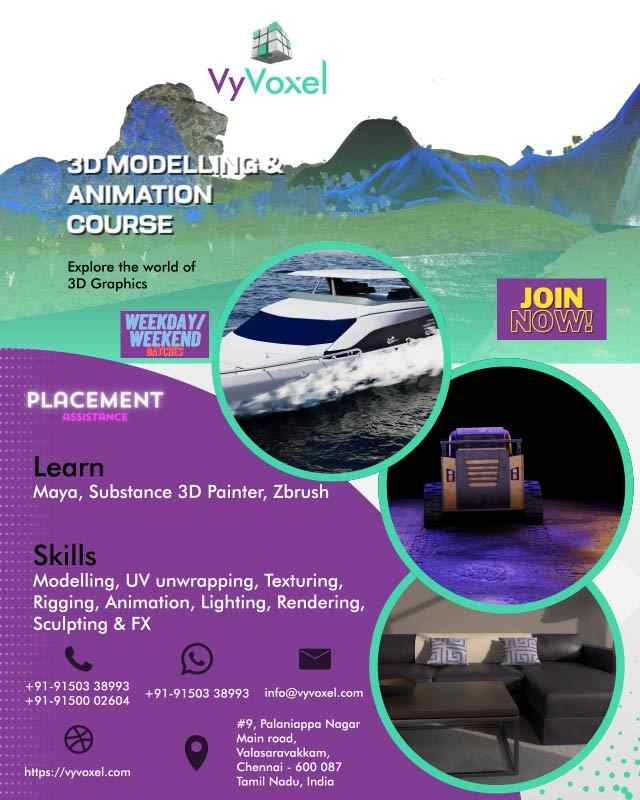 VyVoxel
3D MODELLING &
ANIMATION
COURSE
Explore the world of
3D Graphics
JOIN
NOW!
WEEKDAY/
WEEKEND
BATCHES
PLACEMENT
ASSISTANCE
Learn
Maya, Substance 3D Painter, Zbrush
Skills
Modelling, UV unwrapping, Texturing,
Rigging, Animation, Lighting, Rendering,
Sculpting & FX
+91-91503 38993
+91-91500 02604
+91-91503 38993
info@vyvoxel.com
https://vyvoxel.com
#9, Palaniappa Nagar
Main road,
Valasaravakkam,
Chennai - 600 087
Tamil Nadu, India